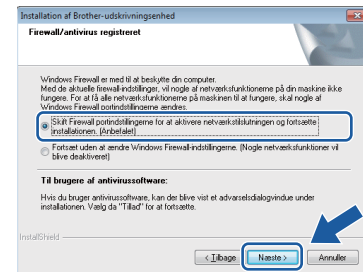 Installation af Brother-udskrivningsenhed
Firewall/antivirus registreret
Windows Firewall er med til at beskytte din computer.
Med de aktuelle firewall-indstillinger, vil nogle af netværksfunktionerne på din maskine ikke
fungere. For at få alle netværksfunktionerne på maskinen til at fungere, skal nogle af
Windows Firewall portindstillingerne ændres.
Skift Firewall portindstillingerne for at aktivere netværkstilslutningen og fortsætte
installationen. (Anbefalet)
Fortsæt uden at ændre Windows Firewall-indstillingerne. (Nogle netværksfunktioner vil
blive deaktiveret)
Til brugere af antivirussoftware:
Hvis du bruger antivirussoftware, kan der blive vist et advarselsdialogvindue under
installationen. Vælg da "Tillad" for at fortsætte.
InstallShield
< Tilbage
Næste >
Annuller